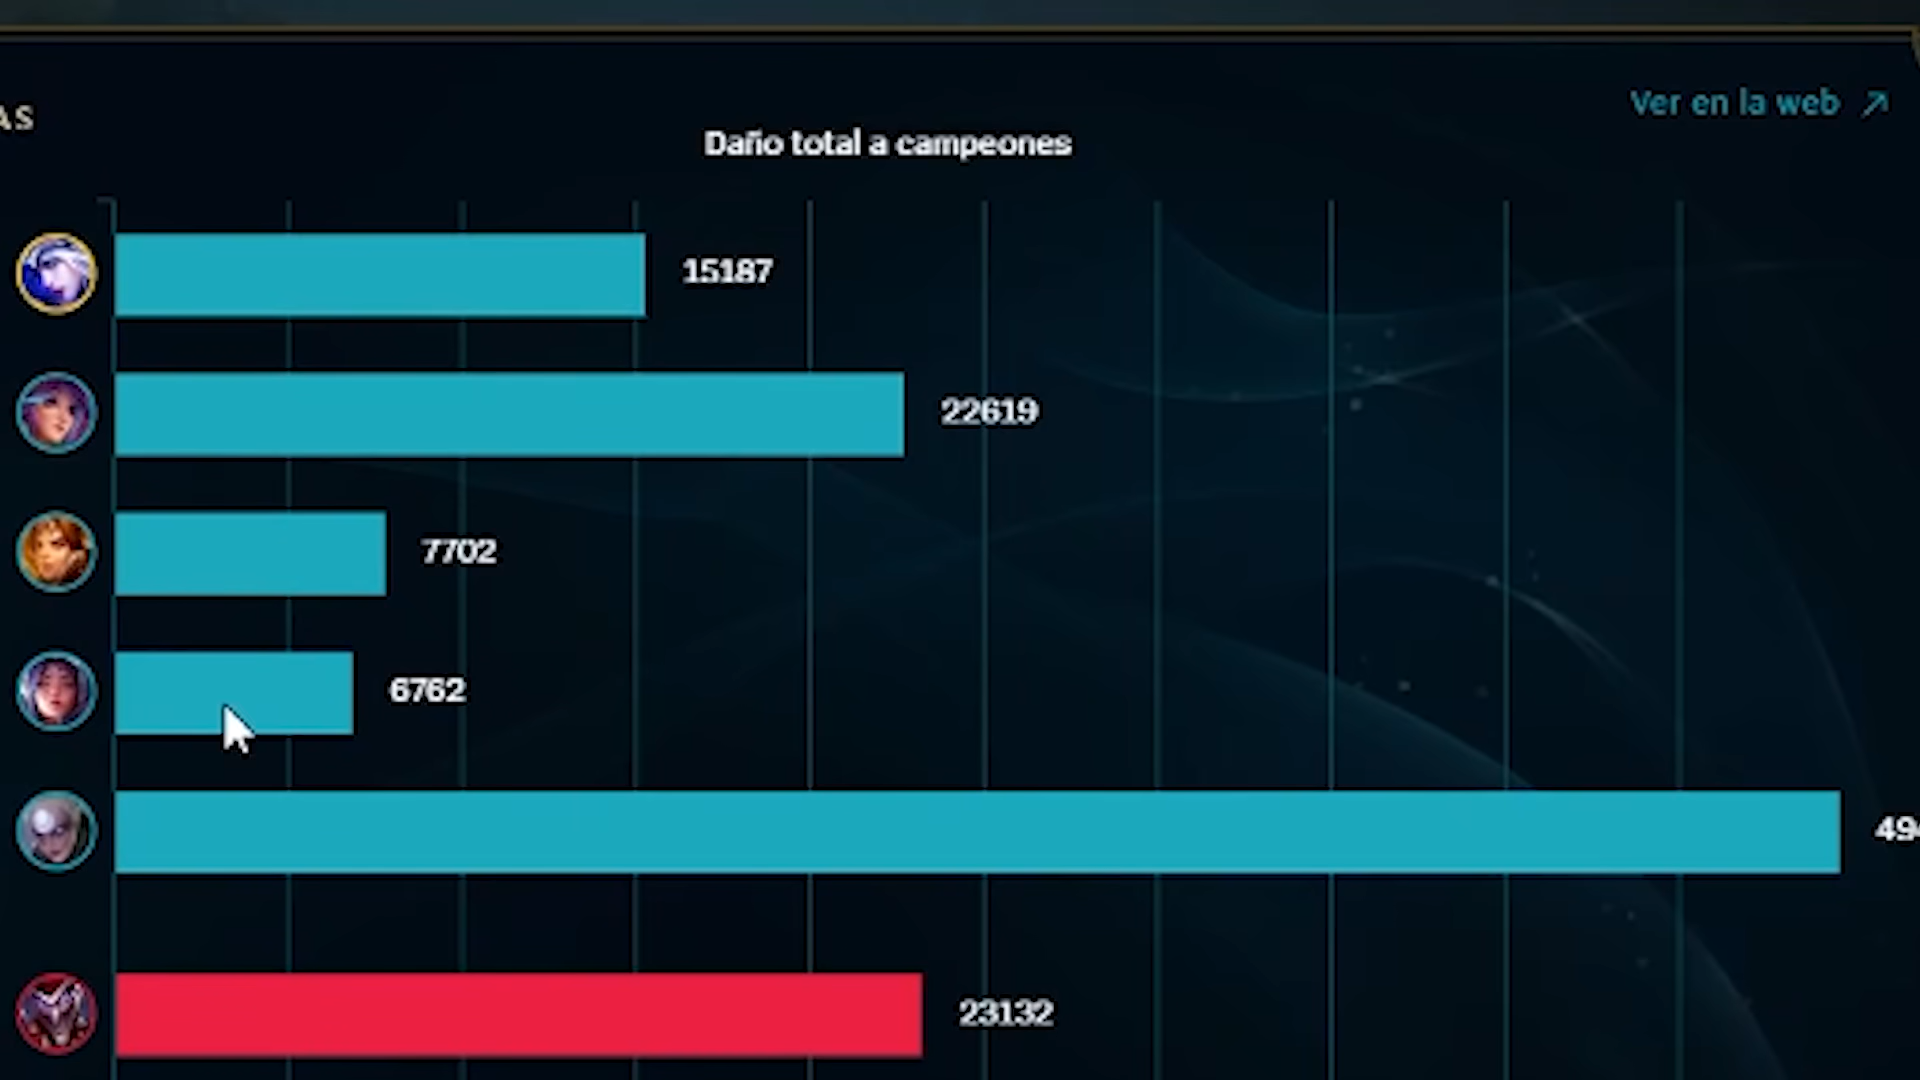 AS
Ver en la web
Daño total a campeones
15187
22619
7702
6762
23132